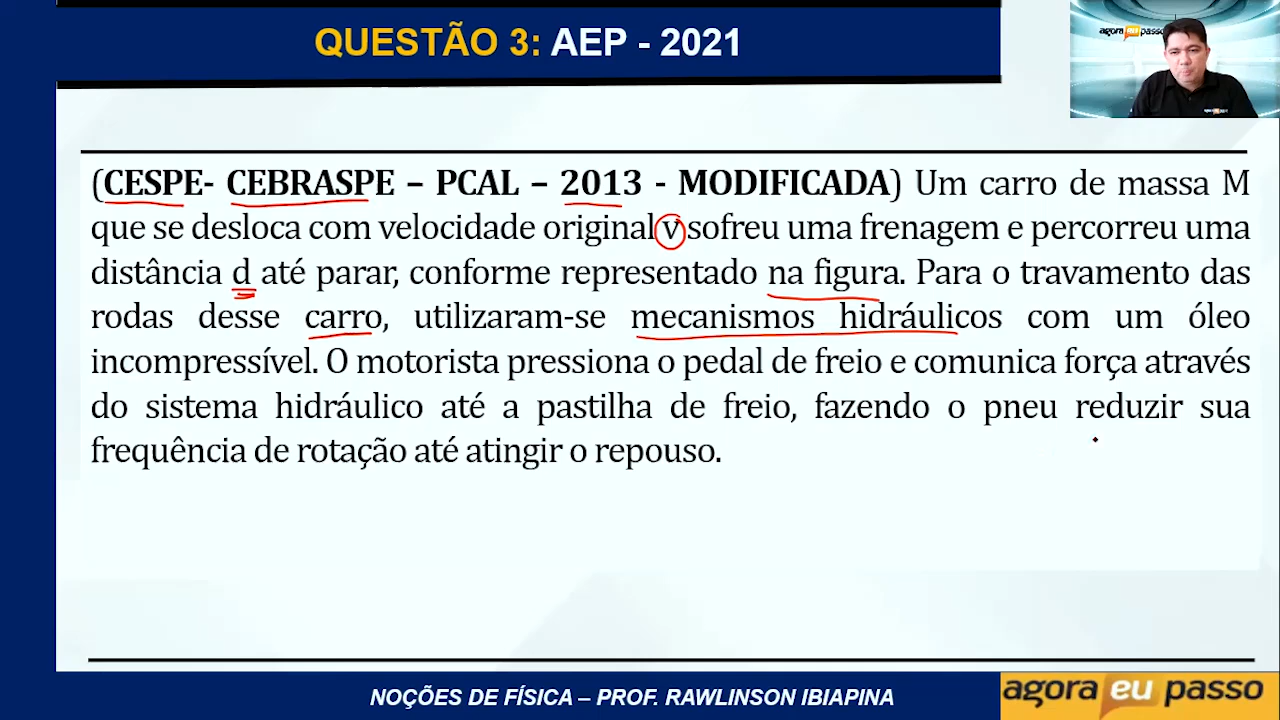 QUESTÃO 3: AEP - 2021
agora eu passo
(CESPE- CEBRASPE – PCAL – 2013 - MODIFICADA) Um carro de massa M
que se desloca com velocidade original v sofreu uma frenagem e percorreu uma
distância d até parar, conforme representado na figura. Para o travamento das
rodas desse carro, utilizaram-se mecanismos hidráulicos com um óleo
incompressível. O motorista pressiona o pedal de freio e comunica força através
do sistema hidráulico até a pastilha de freio, fazendo o pneu reduzir sua
frequência de rotação até atingir o repouso.
NOÇÕES DE FÍSICA – PROF. RAWLINSON IBIAPINA
agora eu passo